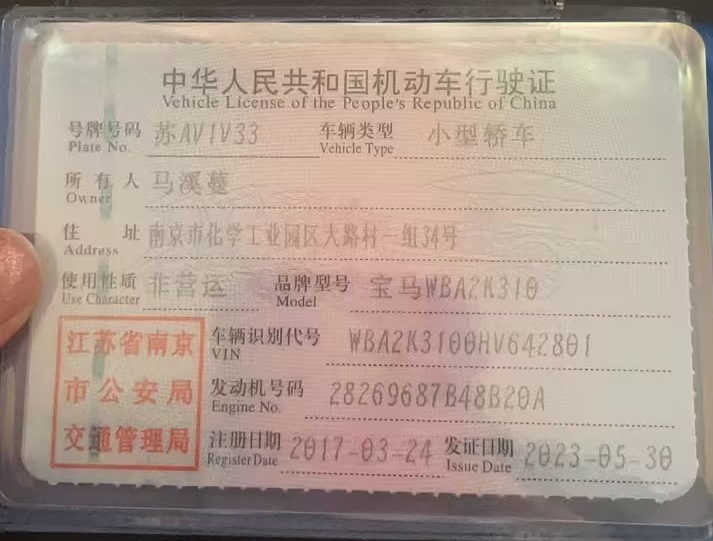 中华人民共和国机动车行驶证
Vehicle License of the People's Republic of China
号牌号码 苏AV1V33 车辆类型 小型轿车
Plate No. Vehicle Type
所有人 马溪蔓
Owner
住址 南京市化学工业园区大路村一组34号
Address
使用性质 非营运 品牌型号 宝马WBA2K310
Use Character Model
江苏省南京
市公安局
交通管理局
车辆识别代号 WBA2K3100HV642801
VIN
发动机号码 28269687B48B20A
Engine No.
注册日期 2017-03-24 发证日期 2023-05-30
Register Date Issue Date